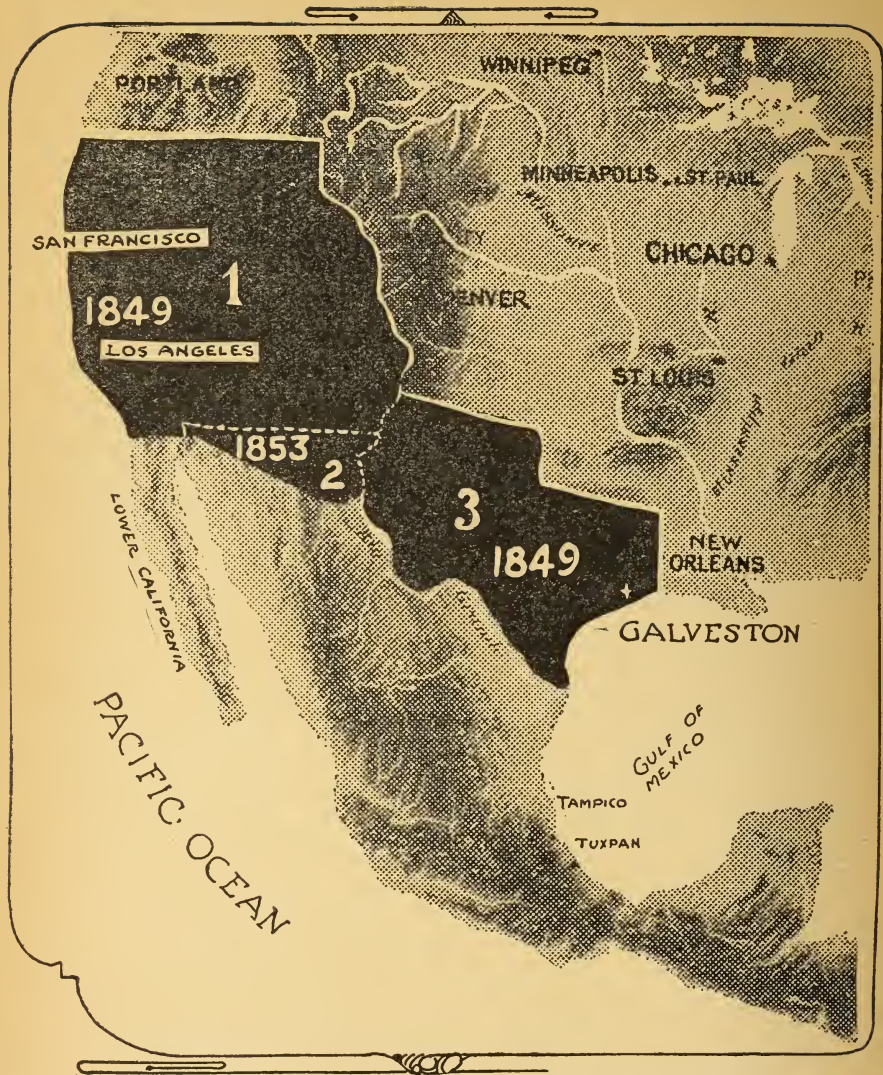 PORTLAND
WINNIPEG
MINNEAPOLIS
ST. PAUL
MISSISSIPPI
CHICAGO
SAN FRANCISCO
1
1849
DENVER
LOS ANGELES
ST. LOUIS
1853
2
3
1849
NEW
ORLEANS
LOWER CALIFORNIA
GALVESTON
PACIFIC OCEAN
GULF OF
MEXICO
TAMPICO
TUXPAN